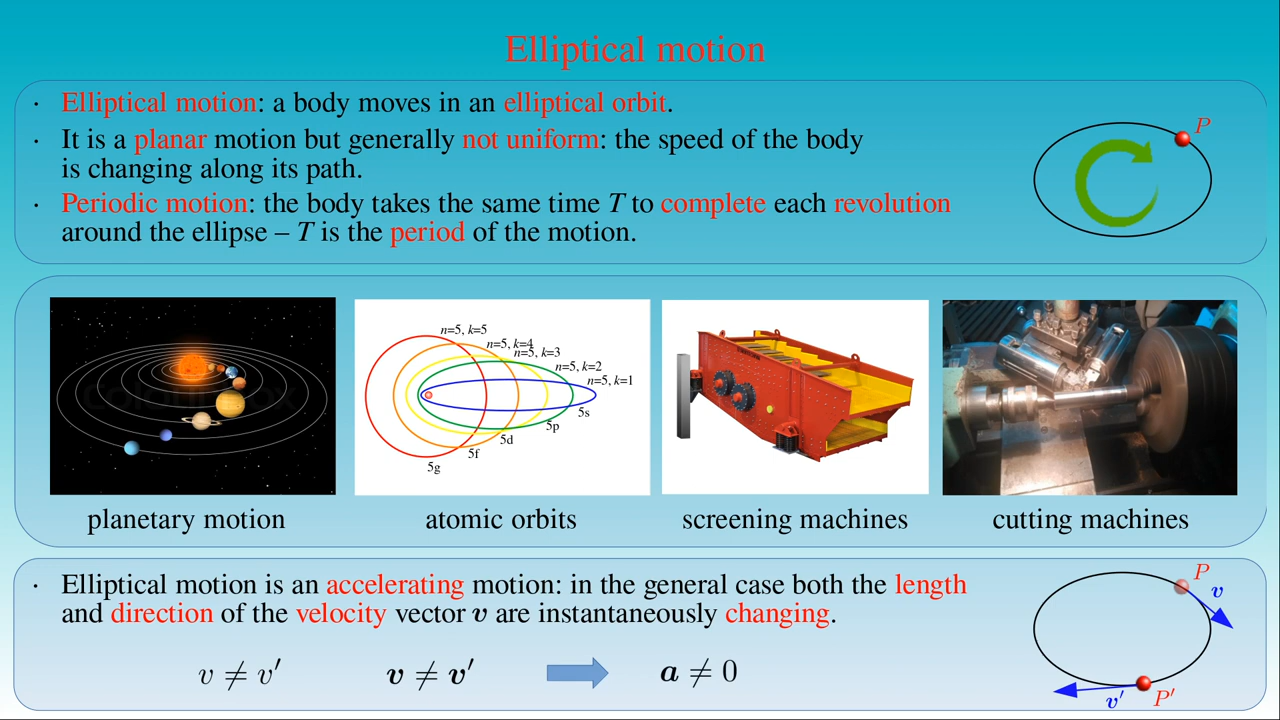 Elliptical motion
· Elliptical motion: a body moves in an elliptical orbit.
· It is a planar motion but generally not uniform: the speed of the body
is changing along its path.
· Periodic motion: the body takes the same time T to complete each revolution
around the ellipse – T is the period of the motion.
P
n=5, k=5
n=5, k=4
n=5, k=3
n=5, k=2
n=5, k=1
5s
5p
5d
5f
5g
planetary motion
atomic orbits
screening machines
cutting machines
· Elliptical motion is an accelerating motion: in the general case both the length
and direction of the velocity vector v are instantaneously changing.
v ≠ v′ v ≠ v′ a ≠ 0
P
v
v′
P′